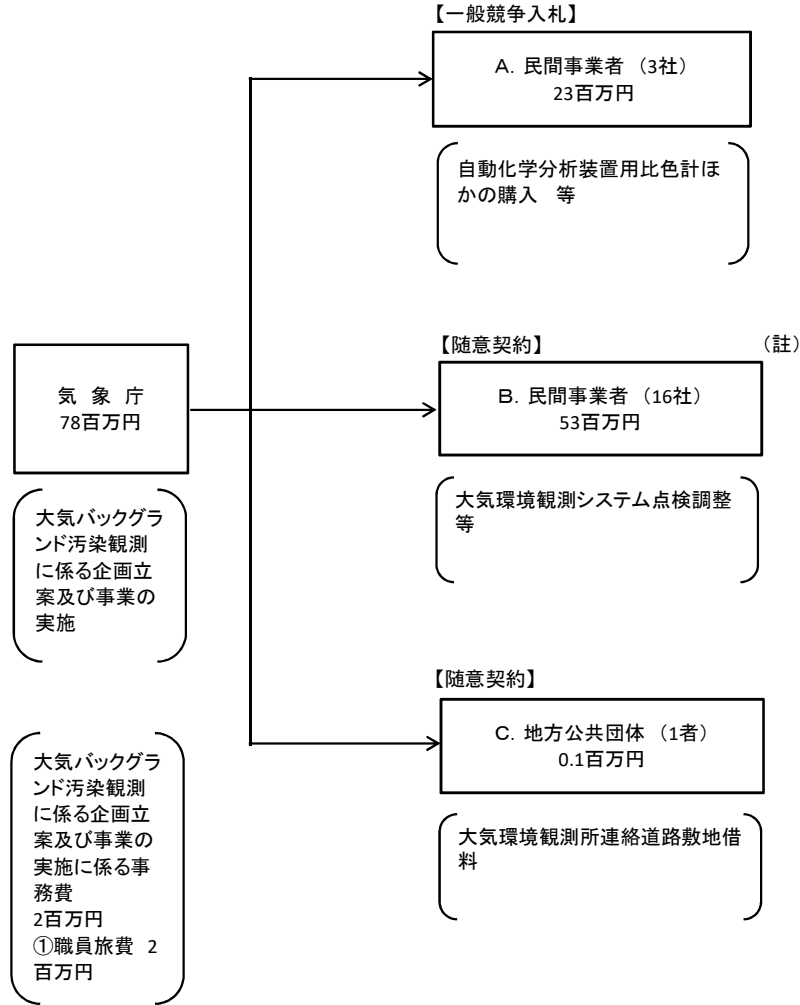 【一般競争入札】
A. 民間事業者 （3社）
23百万円
自動化学分析装置用比色計ほ
かの購入　等
【随意契約】
（註）
気　象　庁
78百万円
B. 民間事業者 （16社）
53百万円
大気バックグラ
ンド汚染観測
に係る企画立
案及び事業の
実施
大気環境観測システム点検調整
等
【随意契約】
C. 地方公共団体 （1者）
0.1百万円
大気環境観測所連絡道路敷地借
料
大気バックグラ
ンド汚染観測
に係る企画立
案及び事業の
実施に係る事
務費
2百万円
①職員旅費　2
百万円